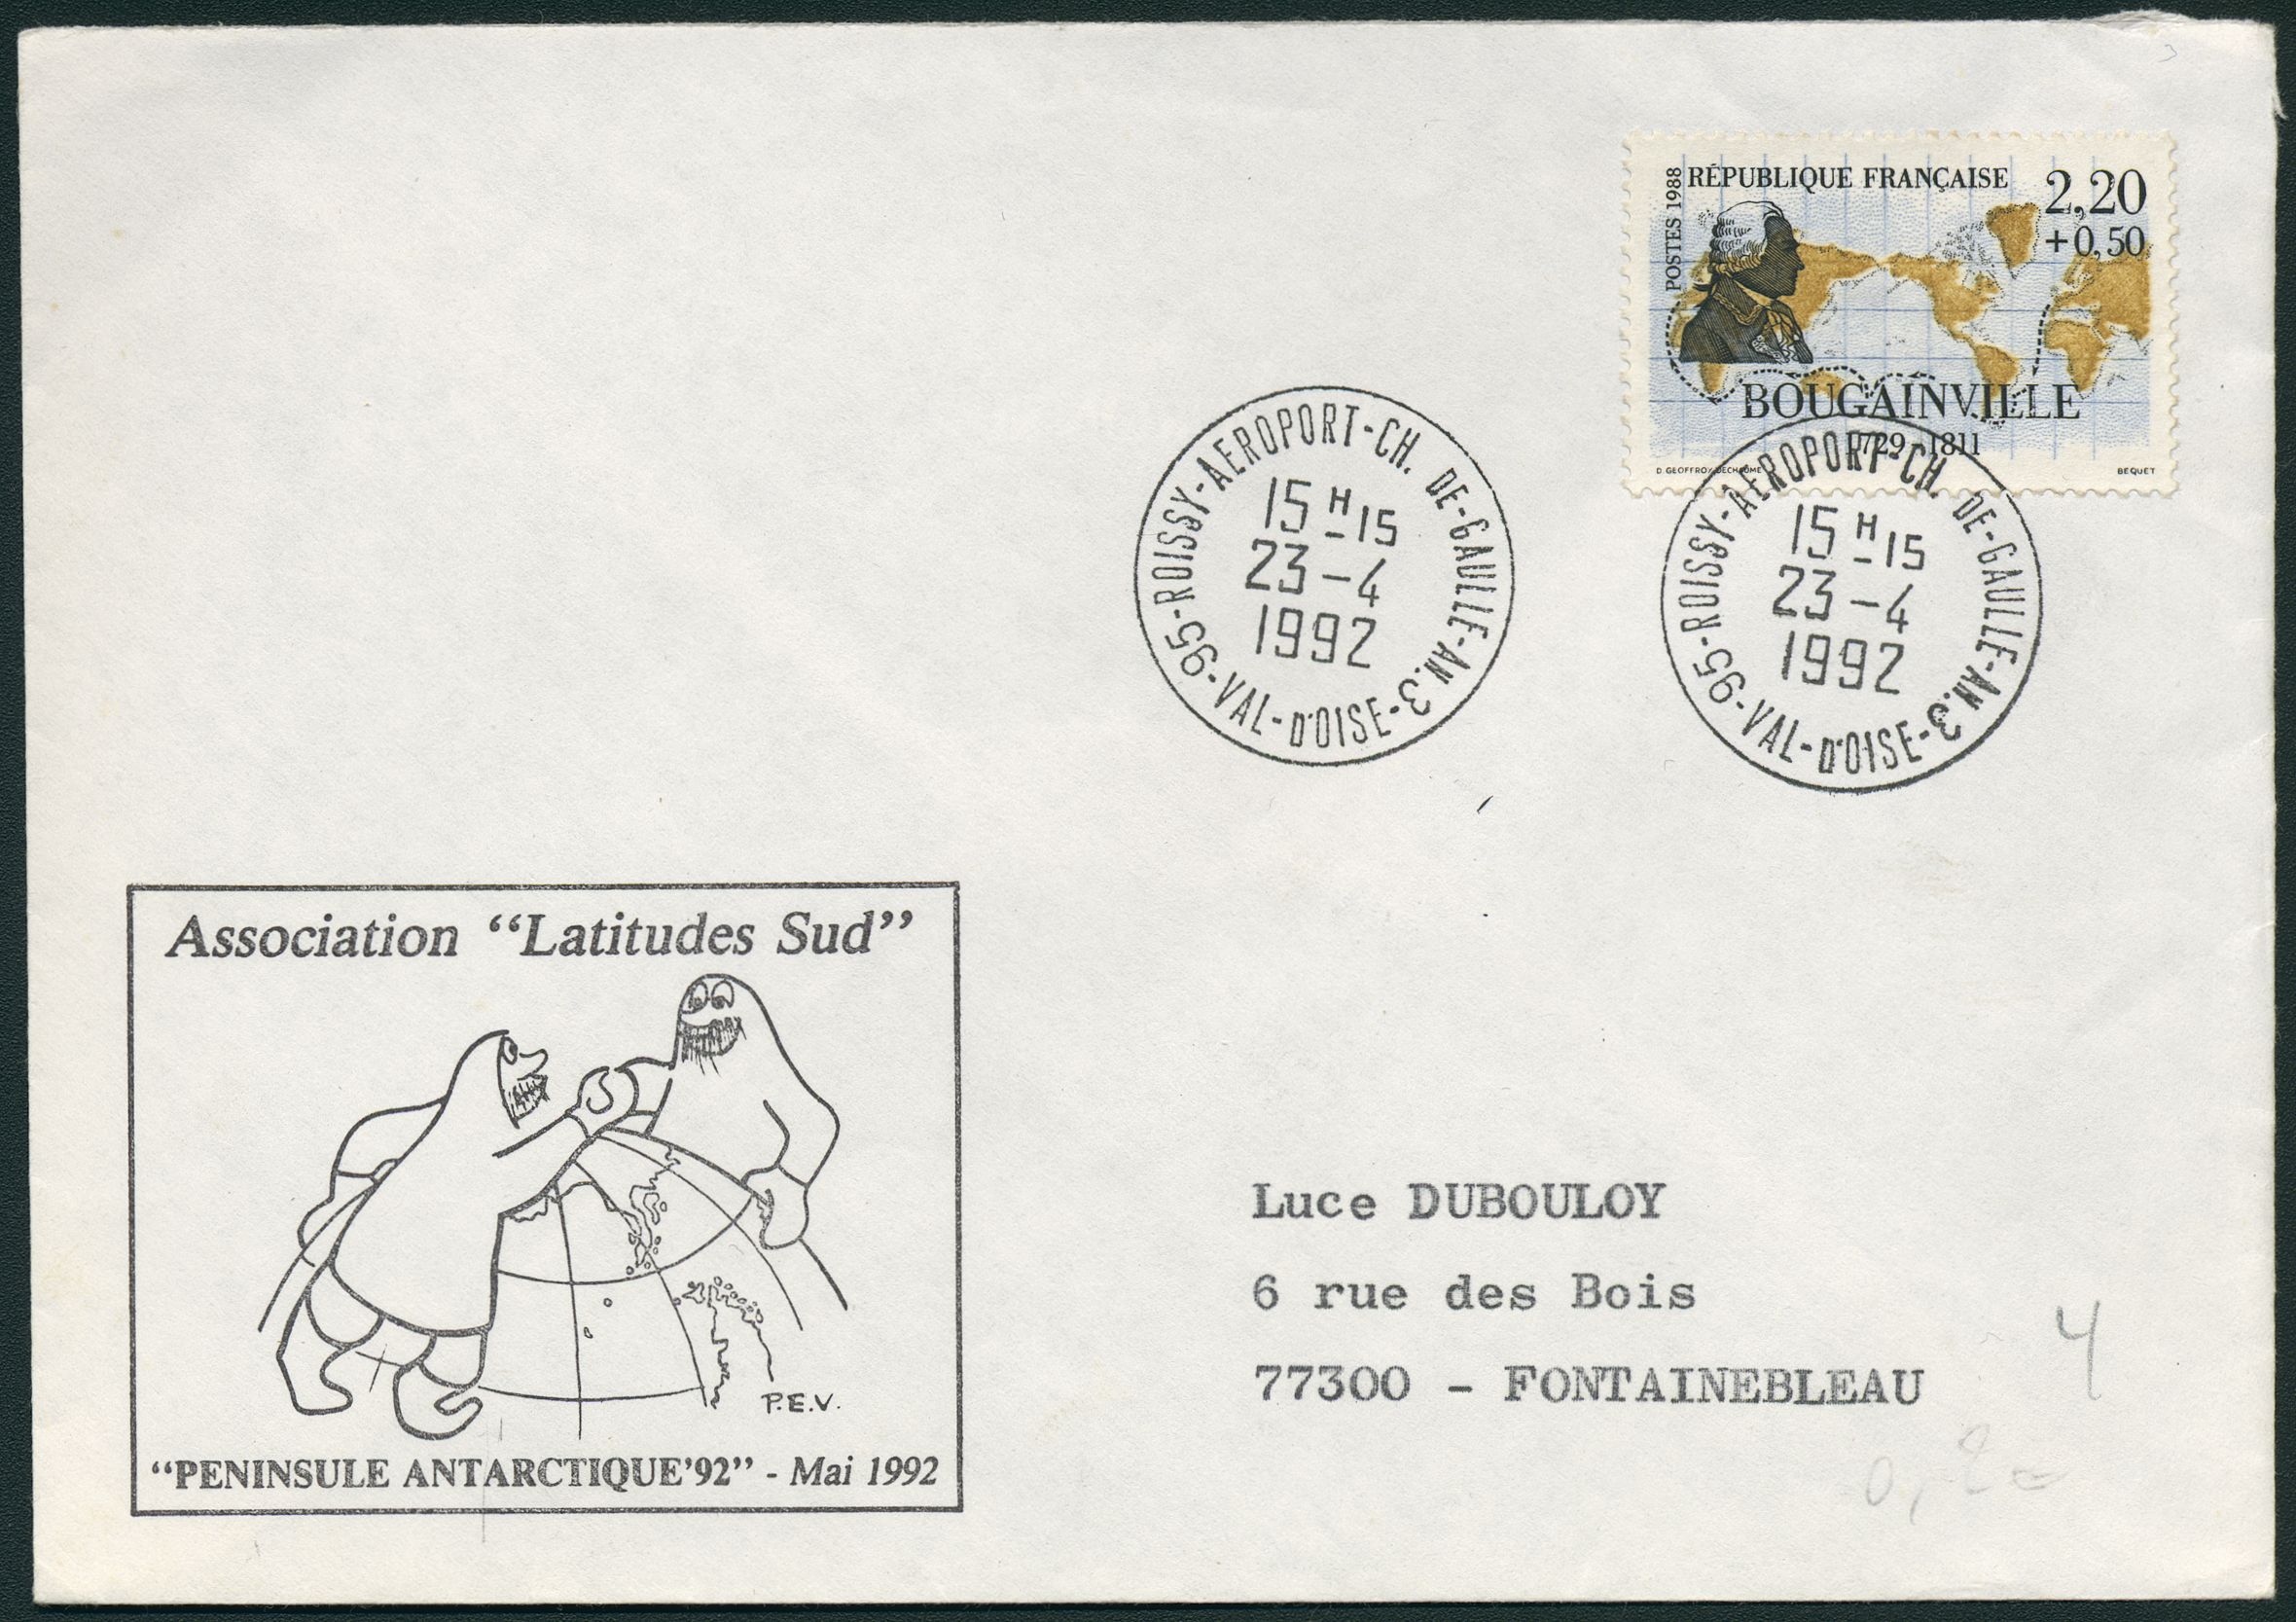 POSTES 1988
RÉPUBLIQUE FRANÇAISE
2,20
+0,50
BOUGAINVILLE
1729-1811
D. GEOFFROY DECHAUME
BEQUET
95-ROISSY-AEROPORT-CH. DE-GAULLE-AN.3-VAL-D'OISE-
15 H-15
23-4
1992
95-ROISSY-AEROPORT-CH. DE-GAULLE-AN.3-VAL-D'OISE-
15 H-15
23-4
1992
Association “Latitudes Sud”
P.E.V.
“PENINSULE ANTARCTIQUE'92” - Mai 1992
Luce DUBOULOY
6 rue des Bois
77300 - FONTAINEBLEAU
4